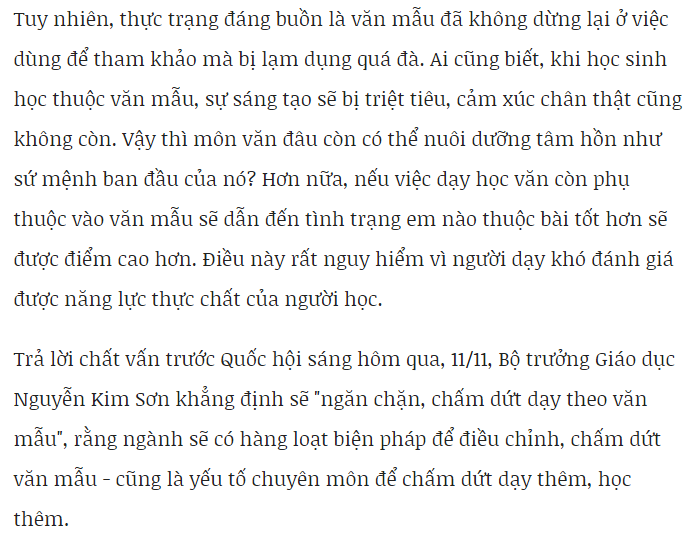 Tuy nhiên, thực trạng đáng buồn là văn mẫu đã không dừng lại ở việc
dùng để tham khảo mà bị lạm dụng quá đà. Ai cũng biết, khi học sinh
học thuộc văn mẫu, sự sáng tạo sẽ bị triệt tiêu, cảm xúc chân thật cũng
không còn. Vậy thì môn văn đâu còn có thể nuôi dưỡng tâm hồn như
sứ mệnh ban đầu của nó? Hơn nữa, nếu việc dạy học văn còn phụ
thuộc vào văn mẫu sẽ dẫn đến tình trạng em nào thuộc bài tốt hơn sẽ
được điểm cao hơn. Điều này rất nguy hiểm vì người dạy khó đánh giá
được năng lực thực chất của người học.
Trả lời chất vấn trước Quốc hội sáng hôm qua, 11/11, Bộ trưởng Giáo dục
Nguyễn Kim Sơn khẳng định sẽ "ngăn chặn, chấm dứt dạy theo văn
mẫu", rằng ngành sẽ có hàng loạt biện pháp để điều chỉnh, chấm dứt
văn mẫu - cũng là yếu tố chuyên môn để chấm dứt dạy thêm, học
thêm.